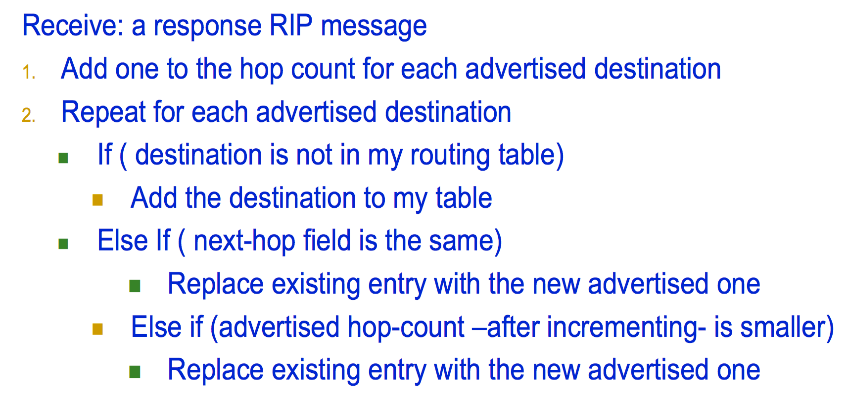 Receive: a response RIP message
1. Add one to the hop count for each advertised destination
2. Repeat for each advertised destination
If ( destination is not in my routing table)
Add the destination to my table
Else If ( next-hop field is the same)
Replace existing entry with the new advertised one
Else if (advertised hop-count –after incrementing- is smaller)
Replace existing entry with the new advertised one